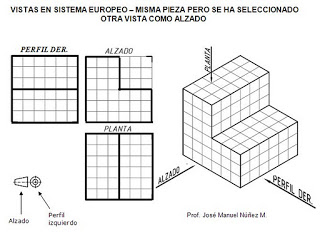 VISTAS EN SISTEMA EUROPEO – MISMA PIEZA PERO SE HA SELECCIONADO
OTRA VISTA COMO ALZADO
PERFIL DER.
ALZADO
PLANTA
PLANTA
ALZADO
PERFIL DER.
Alzado
Perfil
izquierdo
Prof. José Manuel Núñez M.